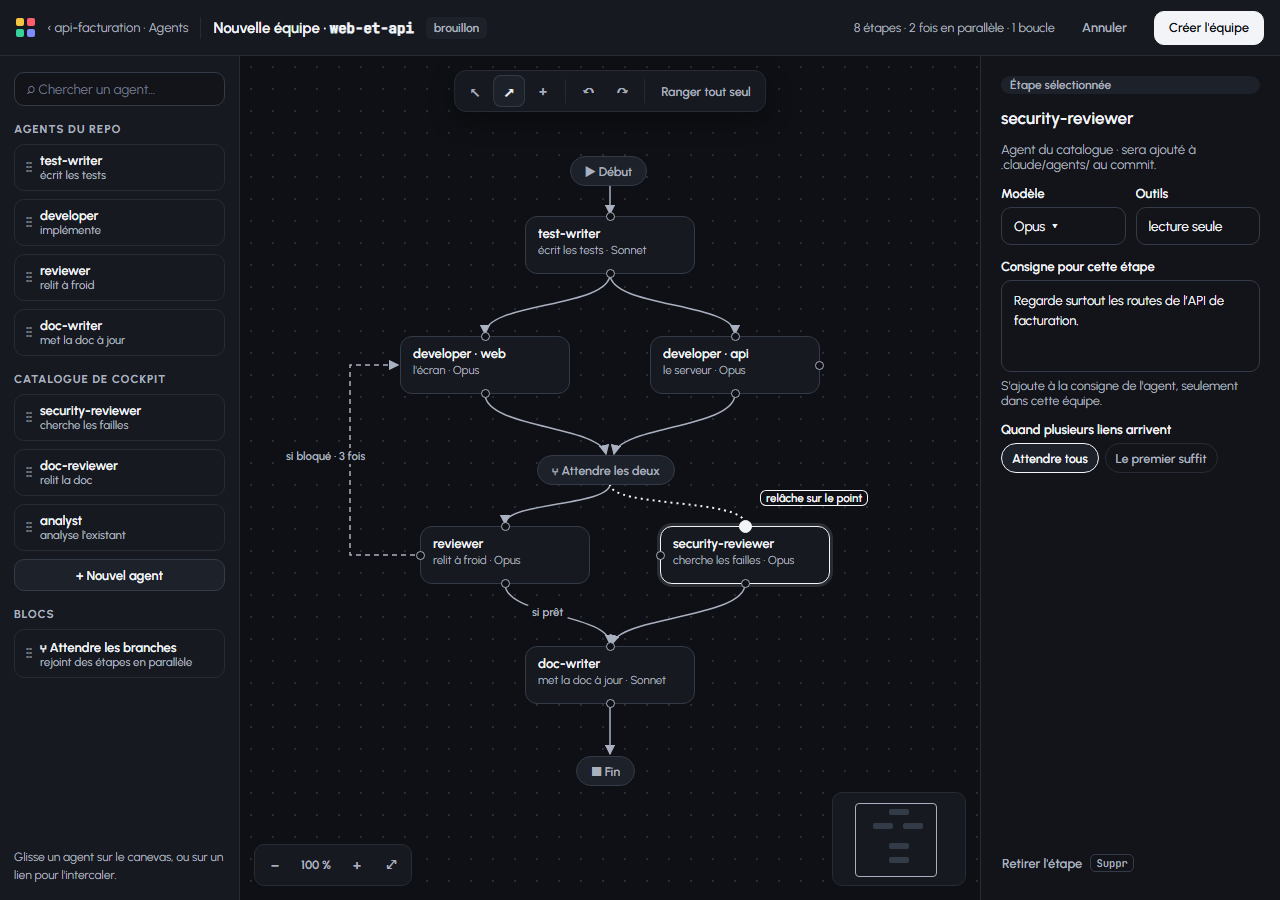 ‹ api-facturation · Agents
Nouvelle équipe · web-et-api
brouillon
8 étapes · 2 fois en parallèle · 1 boucle
Annuler
Créer l'équipe
Chercher un agent…
AGENTS DU REPO
test-writer
écrit les tests
developer
implémente
reviewer
relit à froid
doc-writer
met la doc à jour
CATALOGUE DE COCKPIT
security-reviewer
cherche les failles
doc-reviewer
relit la doc
analyst
analyse l'existant
+ Nouvel agent
BLOCS
Attendre les branches
rejoint des étapes en parallèle
Glisse un agent sur le canevas, ou sur un
lien pour l'intercaler.
Ranger tout seul
Début
test-writer
écrit les tests · Sonnet
developer · web
l'écran · Opus
developer · api
le serveur · Opus
si bloqué · 3 fois
Attendre les deux
relâche sur le point
reviewer
relit à froid · Opus
security-reviewer
cherche les failles · Opus
si prêt
doc-writer
met la doc à jour · Sonnet
Fin
− 100 % +
Étape sélectionnée
security-reviewer
Agent du catalogue · sera ajouté à
.claude/agents/ au commit.
Modèle
Outils
Opus
lecture seule
Consigne pour cette étape
Regarde surtout les routes de l'API de
facturation.
S'ajoute à la consigne de l'agent, seulement
dans cette équipe.
Quand plusieurs liens arrivent
Attendre tous
Le premier suffit
Retirer l'étape
Suppr